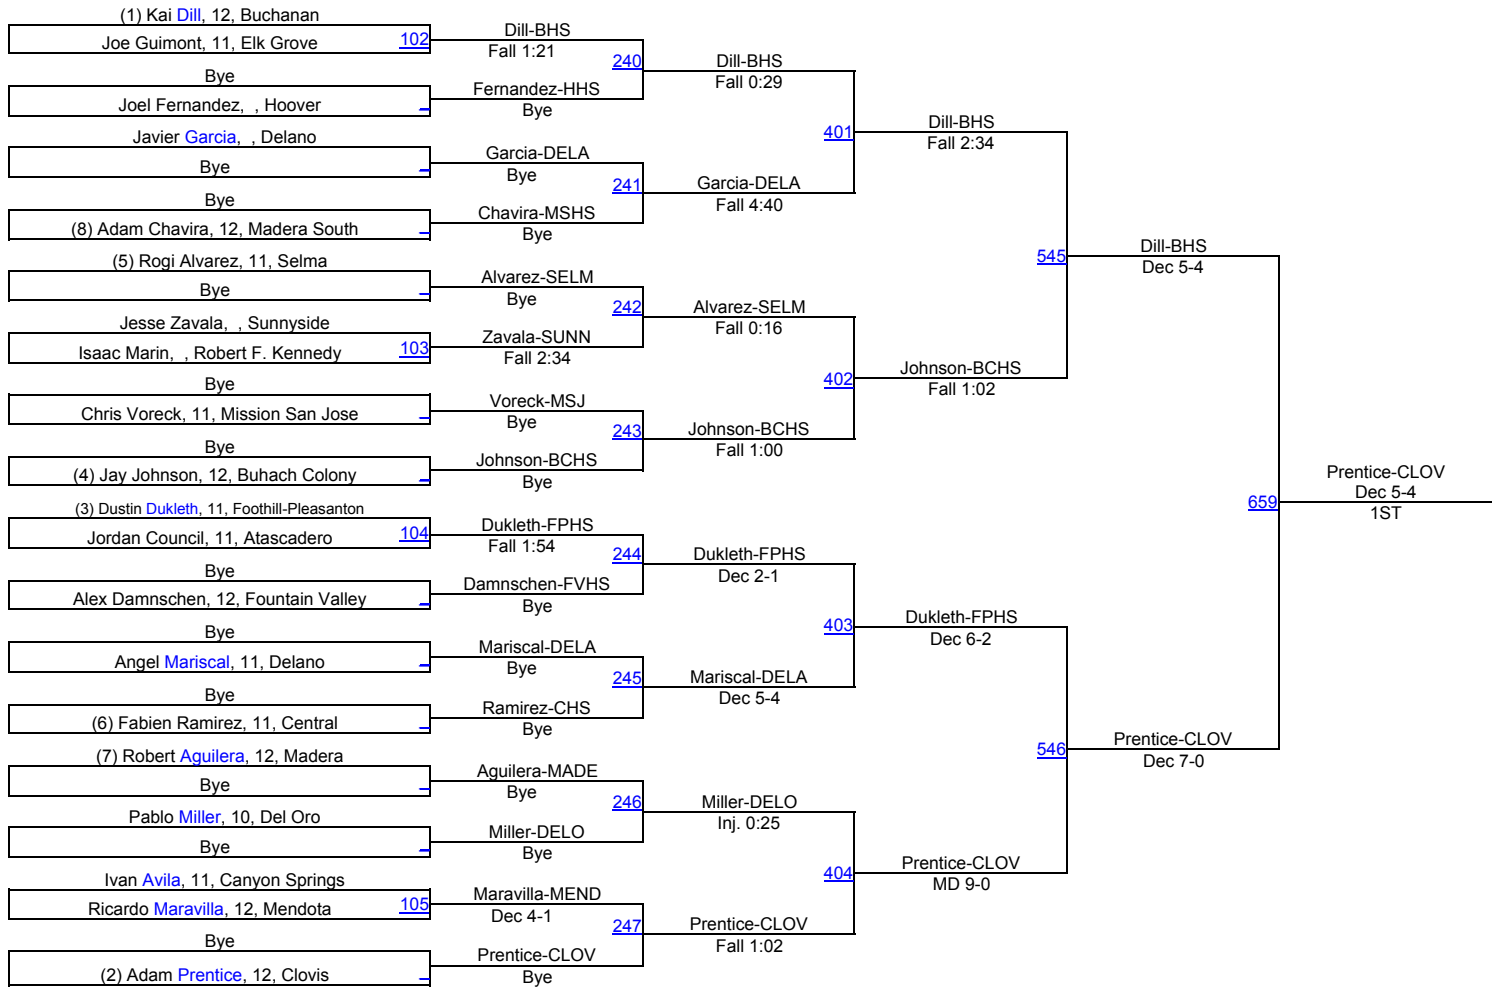 (1) Kai Dill, 12, Buchanan
Joe Guimont, 11, Elk Grove 102
Bye
Joel Fernandez, , Hoover
Javier Garcia, , Delano
Bye
Bye
(8) Adam Chavira, 12, Madera South
(5) Rogi Alvarez, 11, Selma
Bye
Jesse Zavala, , Sunnyside
Isaac Marin, , Robert F. Kennedy 103
Bye
Chris Voreck, 11, Mission San Jose
Bye
(4) Jay Johnson, 12, Buhach Colony
(3) Dustin Dukleth, 11, Foothill-Pleasanton
Jordan Council, 11, Atascadero 104
Bye
Alex Damnschen, 12, Fountain Valley
Bye
Angel Mariscal, 11, Delano
Bye
(6) Fabien Ramirez, 11, Central
(7) Robert Aguilera, 12, Madera
Bye
Pablo Miller, 10, Del Oro
Bye
Ivan Avila, 11, Canyon Springs
Ricardo Maravilla, 12, Mendota 105
Bye
(2) Adam Prentice, 12, Clovis
Dill-BHS
Fall 1:21
240
Fernandez-HHS
Bye
Garcia-DELA
Bye
241
Chavira-MSHS
Bye
Alvarez-SELM
Bye
242
Zavala-SUNN
Fall 2:34
Voreck-MSJ
Bye
243
Johnson-BCHS
Bye
Dukleth-FPHS
Fall 1:54
244
Damnschen-FVHS
Bye
Mariscal-DELA
Bye
245
Ramirez-CHS
Bye
Aguilera-MADE
Bye
246
Miller-DELO
Bye
Maravilla-MEND
Dec 4-1
247
Prentice-CLOV
Bye
Dill-BHS
Fall 0:29
401
Garcia-DELA
Fall 4:40
Alvarez-SELM
Fall 0:16
402
Johnson-BCHS
Fall 1:00
Dukleth-FPHS
Dec 2-1
403
Mariscal-DELA
Dec 5-4
Miller-DELO
Inj. 0:25
404
Prentice-CLOV
Fall 1:02
Dill-BHS
Fall 2:34
545
Johnson-BCHS
Fall 1:02
Dukleth-FPHS
Dec 6-2
546
Prentice-CLOV
MD 9-0
Dill-BHS
Dec 5-4
659
Prentice-CLOV
Dec 7-0
Prentice-CLOV
Dec 5-4
1ST